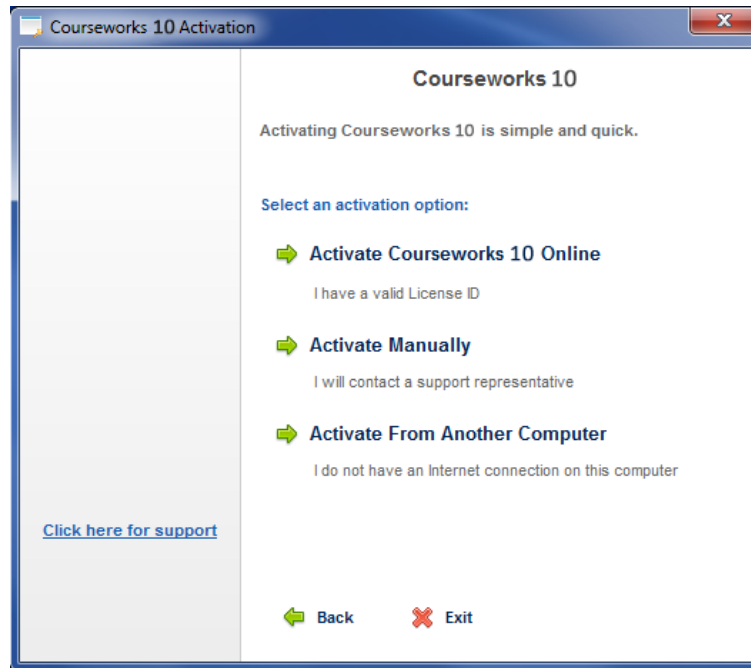 Courseworks 10 Activation
Courseworks 10
Activating Courseworks 10 is simple and quick.
Select an activation option:
Activate Courseworks 10 Online
I have a valid License ID
Activate Manually
I will contact a support representative
Activate From Another Computer
I do not have an Internet connection on this computer
Click here for support
Back
Exit